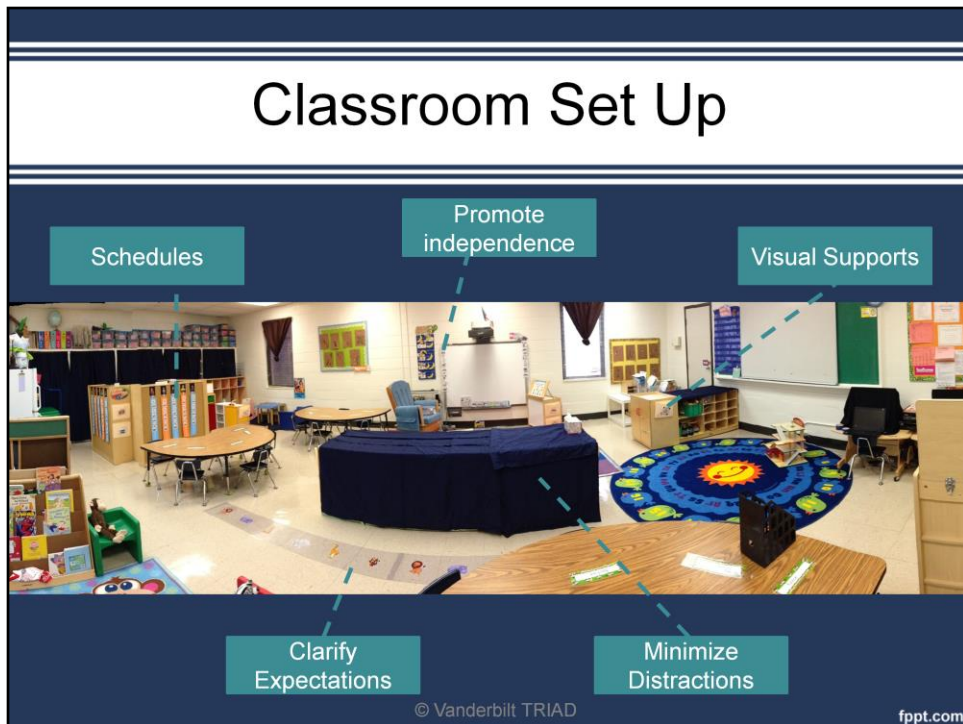 Classroom Set Up
Schedules
Promote
independence
Visual Supports
Clarify
Expectations
Minimize
Distractions
© Vanderbilt TRIAD
fppt.com